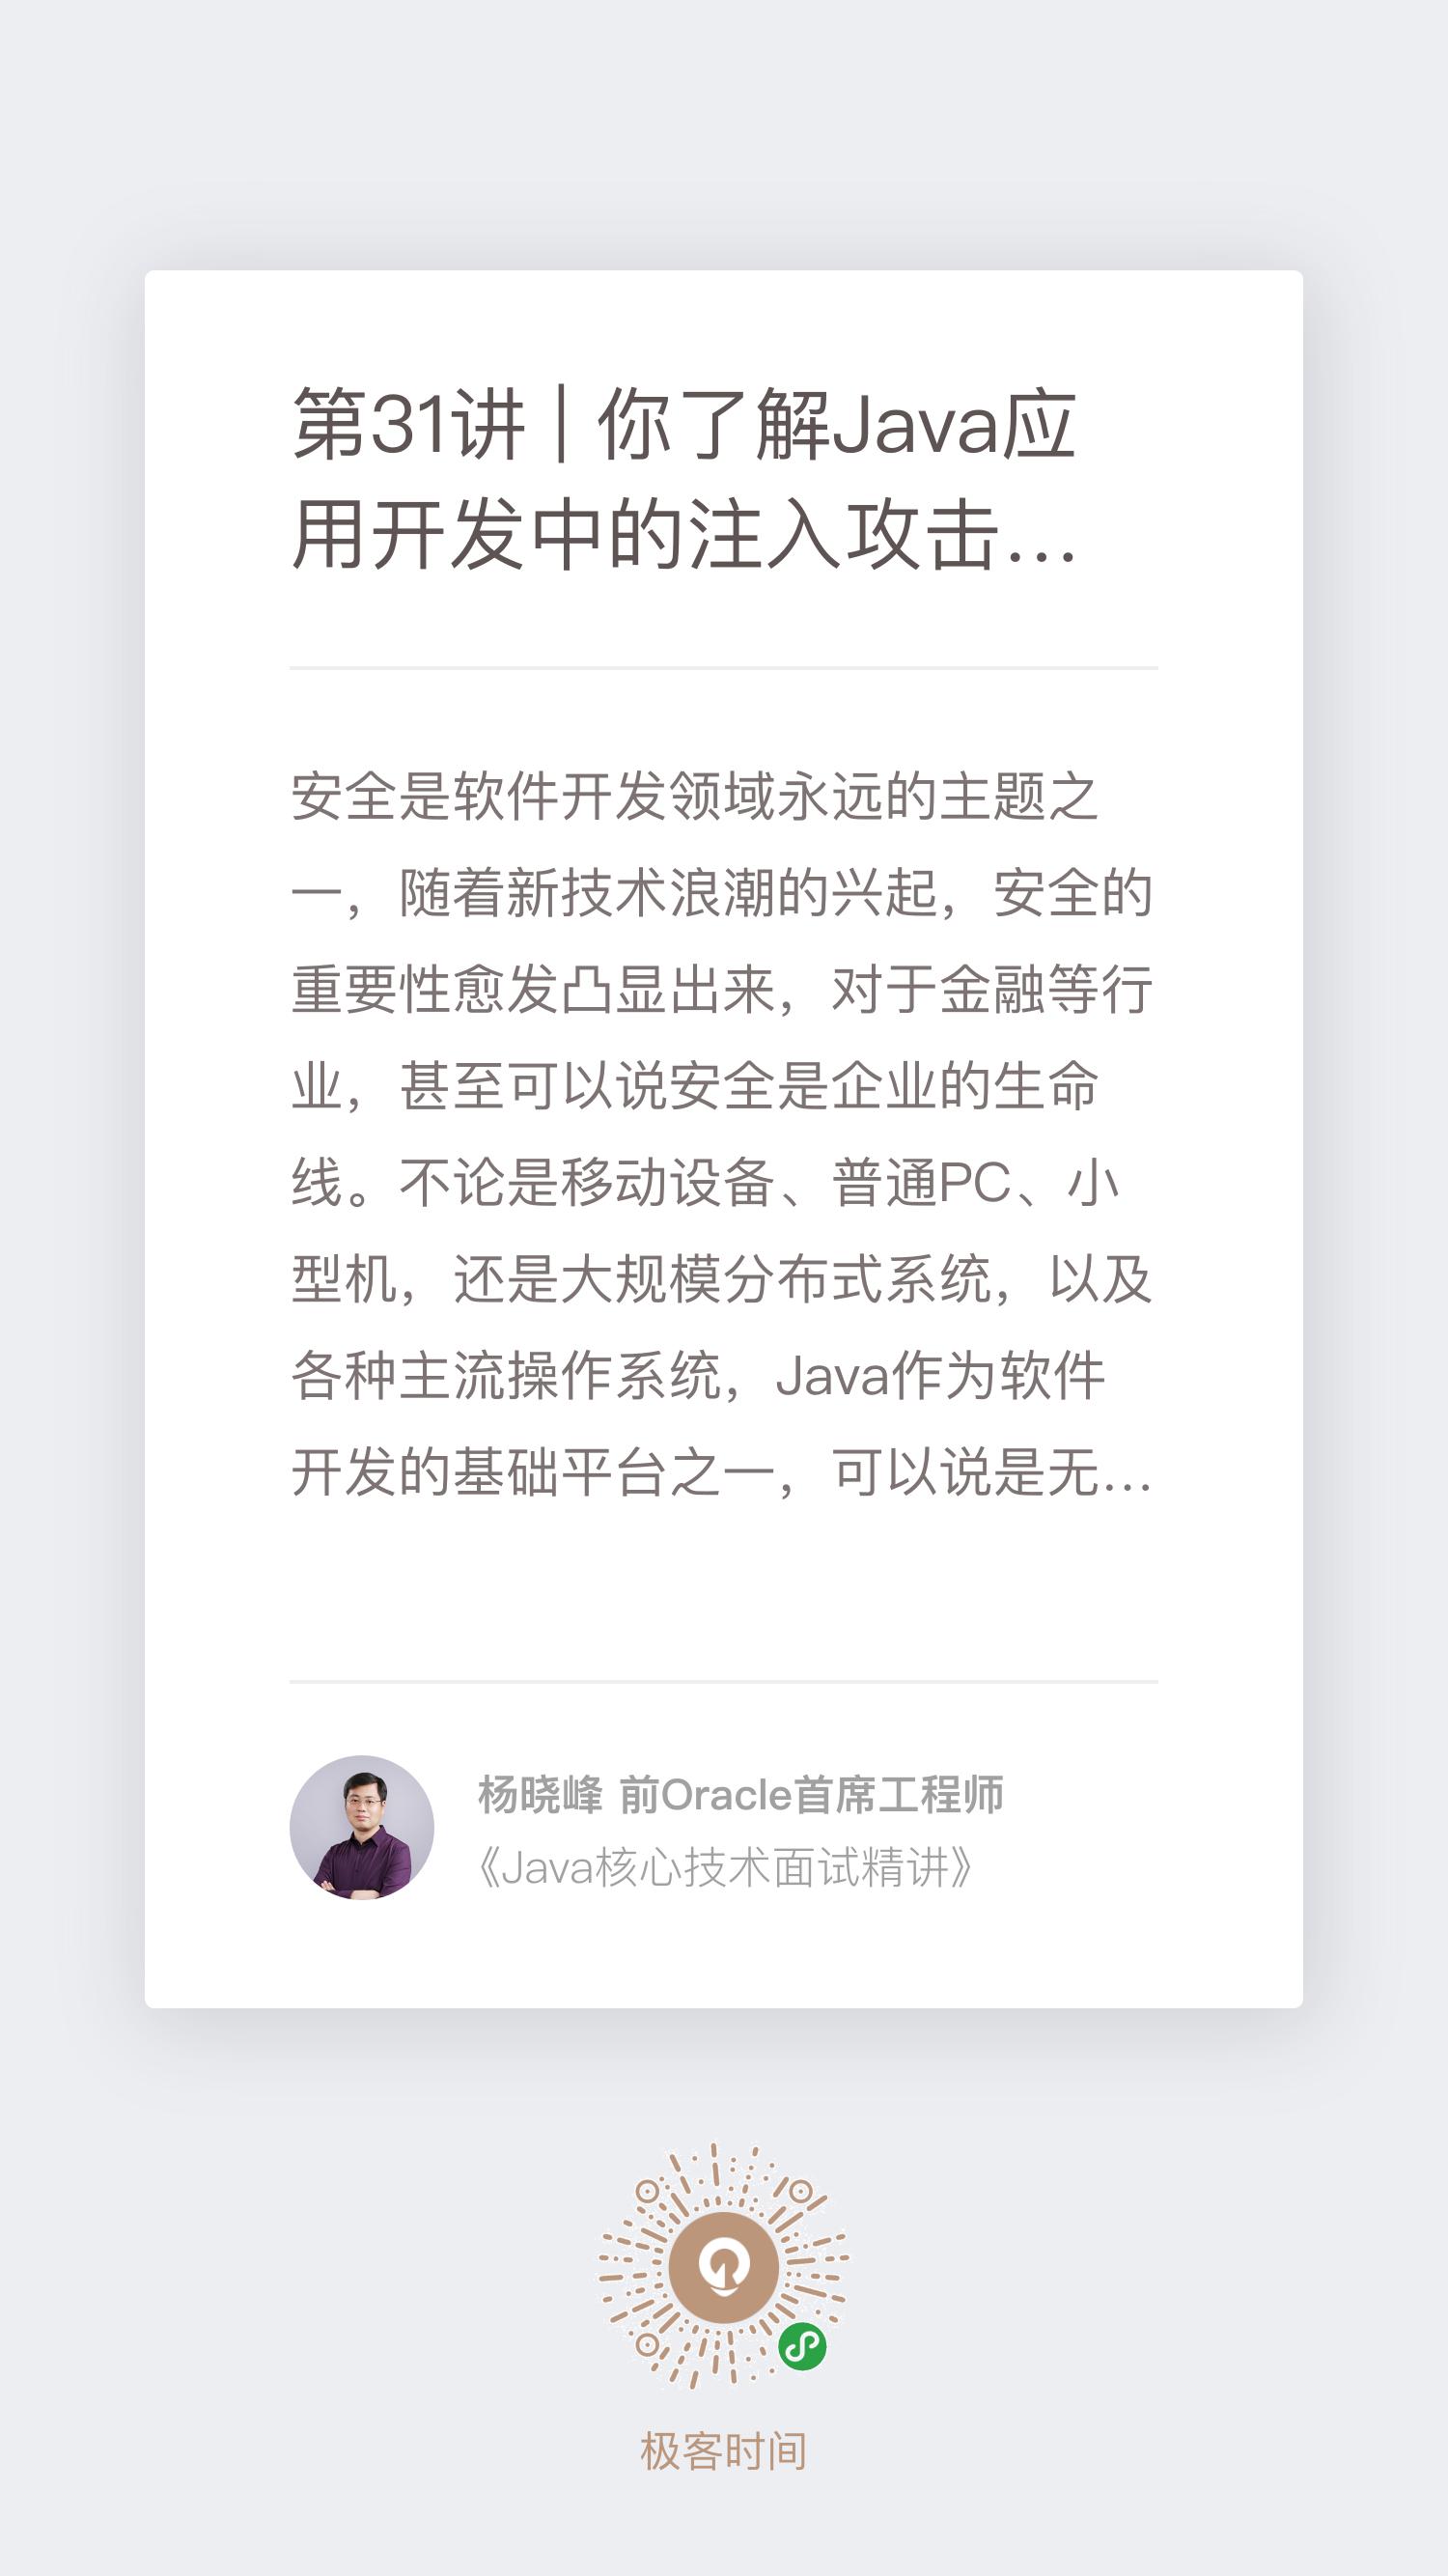 第31讲 | 你了解Java应
用开发中的注入攻击...
安全是软件开发领域永远的主题之
一，随着新技术浪潮的兴起，安全的
重要性愈发凸显出来，对于金融等行
业，甚至可以说安全是企业的生命
线。不论是移动设备、普通PC、小
型机，还是大规模分布式系统，以及
各种主流操作系统，Java作为软件
开发的基础平台之一，可以说是无...
杨晓峰 前Oracle首席工程师
《Java核心技术面试精讲》
极客时间